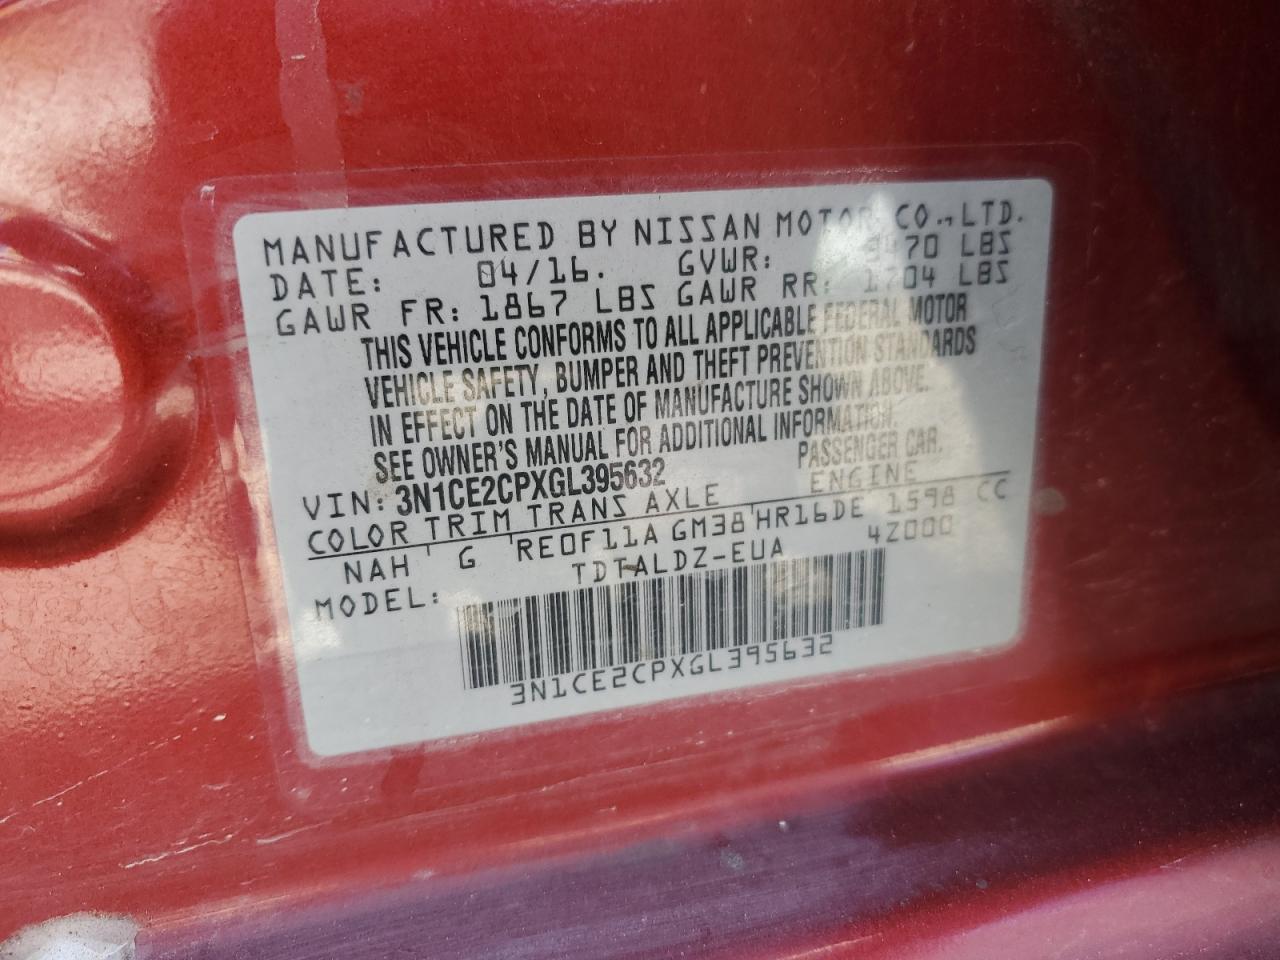 MANUFACTURED BY NISSAN MOTOR CO., LTD.
DATE: 04/16. GVWR: LBS
GAWR FR: 1867 LBS GAWR RR: 1704 LBS
THIS VEHICLE CONFORMS TO ALL APPLICABLE FEDERAL MOTOR
VEHICLE SAFETY, BUMPER AND THEFT PREVENTION STANDARDS
IN EFFECT ON THE DATE OF MANUFACTURE SHOWN ABOVE.
SEE OWNER'S MANUAL FOR ADDITIONAL INFORMATION.
VIN: 3N1CE2CPXGL395632 PASSENGER CAR.
COLOR TRIM TRANS AXLE ENGINE
NAH G RE0F11A GM38 HR16DE 1598 CC
MODEL: TDTALDZ-EUA 4Z000
3N1CE2CPXGL395632